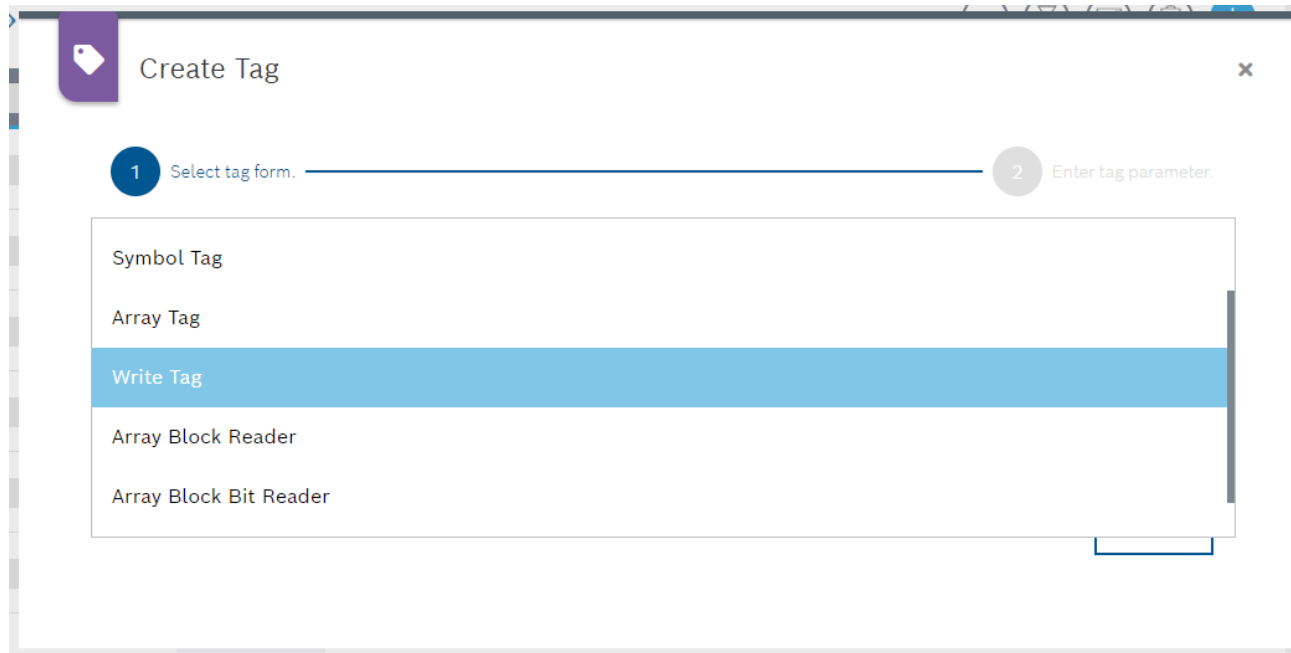 Create Tag
×
1 Select tag form. 2 Enter tag parameter.
Symbol Tag
Array Tag
Write Tag
Array Block Reader
Array Block Bit Reader